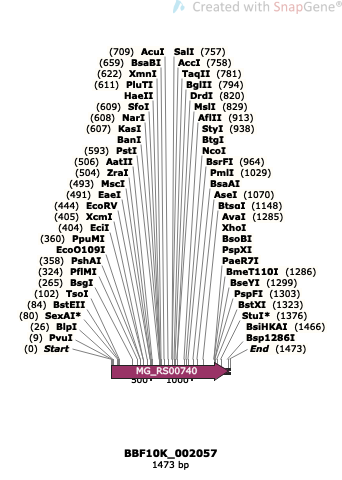 Created with SnapGene®
(709) AcuI SalI (757)
(659) BsaBI AccI (758)
(622) XmnI TaqII (781)
(611) PluTI BglII (794)
HaeII DrdI (820)
(609) SfoI MslI (829)
(608) NarI AflII (913)
(607) KasI StyI (938)
BanI BtgI
(593) PstI NcoI
(506) AatII BsrFI (964)
(504) ZraI PmlI (1029)
(493) MscI BsaAI
(491) EaeI AseI (1070)
(444) EcoRV BtsαI (1148)
(405) XcmI AvaI (1285)
(404) EciI XhoI
(360) PpuMI BsoBI
EcoO109I PspXI
(358) PshAI PaeR7I
(324) PflMI BmeT110I (1286)
(265) BsgI BseYI (1299)
(102) TsoI PspFI (1303)
(84) BstEII BstXI (1323)
(80) SexAI* StuI* (1376)
(26) BlpI BsiHKAI (1466)
(9) PvuI Bsp1286I
(0) Start End (1473)
MG_RS00740
500 1000
BBF10K_002057
1473 bp